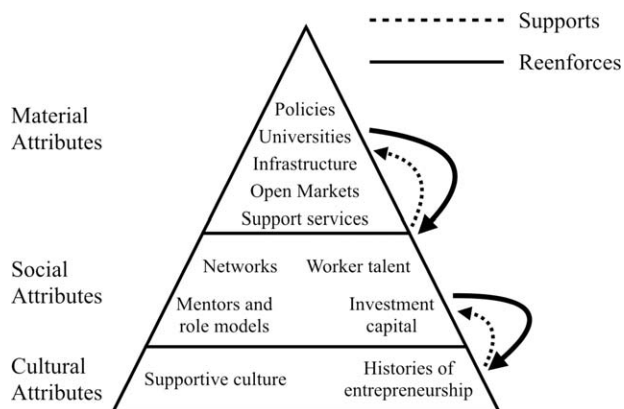 Supports
Reenforces
Material
Attributes
Policies
Universities
Infrastructure
Open Markets
Support services
Social
Attributes
Networks
Worker talent
Mentors and
role models
Investment
capital
Cultural
Attributes
Supportive culture
Histories of
entrepreneurship